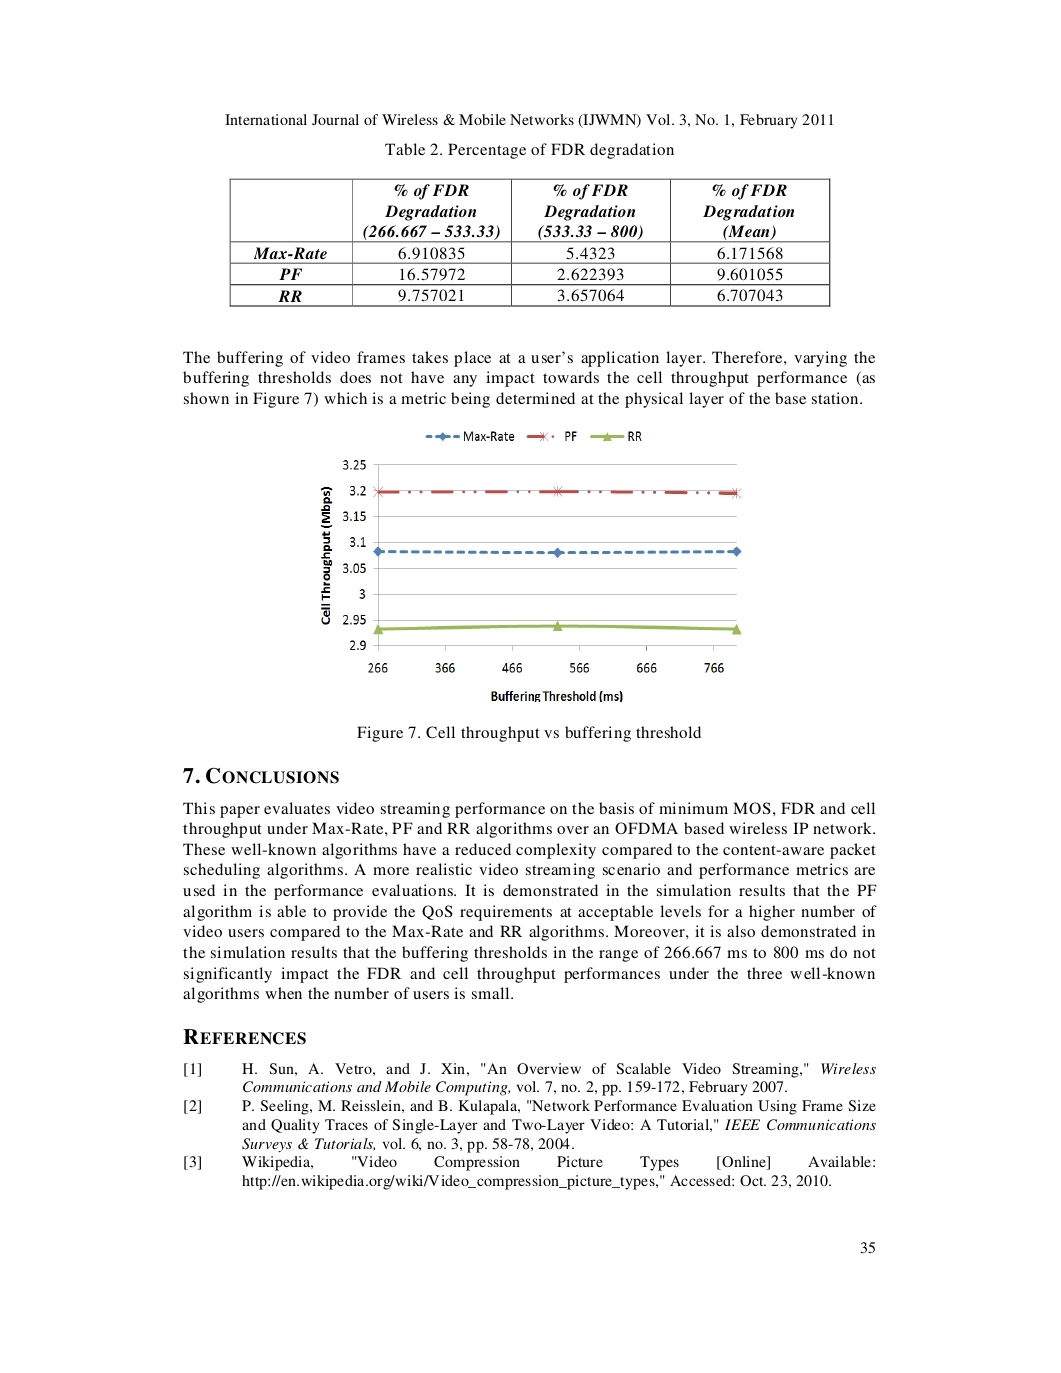 International Journal of Wireless & Mobile Networks (IJWMN) Vol. 3, No. 1, February 2011
Table 2. Percentage of FDR degradation
% of FDR Degradation (266.667 – 533.33) % of FDR Degradation (533.33 – 800) % of FDR Degradation (Mean)
Max-Rate 6.910835 5.4323 6.171568
PF 16.57972 2.622393 9.601055
RR 9.757021 3.657064 6.707043
The buffering of video frames takes place at a user's application layer. Therefore, varying the
buffering thresholds does not have any impact towards the cell throughput performance (as
shown in Figure 7) which is a metric being determined at the physical layer of the base station.
Max-Rate PF RR
3.25
3.2
3.15
3.1
3.05
3
2.95
2.9
Cell Throughput (Mbps)
266 366 466 566 666 766
Buffering Threshold (ms)
Figure 7. Cell throughput vs buffering threshold
7. CONCLUSIONS
This paper evaluates video streaming performance on the basis of minimum MOS, FDR and cell
throughput under Max-Rate, PF and RR algorithms over an OFDMA based wireless IP network.
These well-known algorithms have a reduced complexity compared to the content-aware packet
scheduling algorithms. A more realistic video streaming scenario and performance metrics are
used in the performance evaluations. It is demonstrated in the simulation results that the PF
algorithm is able to provide the QoS requirements at acceptable levels for a higher number of
video users compared to the Max-Rate and RR algorithms. Moreover, it is also demonstrated in
the simulation results that the buffering thresholds in the range of 266.667 ms to 800 ms do not
significantly impact the FDR and cell throughput performances under the three well-known
algorithms when the number of users is small.
REFERENCES
[1] H. Sun, A. Vetro, and J. Xin, "An Overview of Scalable Video Streaming," Wireless
Communications and Mobile Computing, vol. 7, no. 2, pp. 159-172, February 2007.
[2] P. Seeling, M. Reisslein, and B. Kulapala, "Network Performance Evaluation Using Frame Size
and Quality Traces of Single-Layer and Two-Layer Video: A Tutorial," IEEE Communications
Surveys & Tutorials, vol. 6, no. 3, pp. 58-78, 2004.
[3] Wikipedia, "Video Compression Picture Types [Online] Available:
http://en.wikipedia.org/wiki/Video_compression_picture_types," Accessed: Oct. 23, 2010.
35